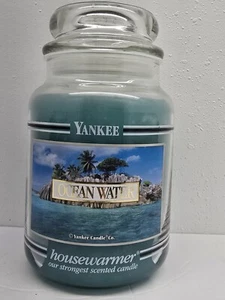 YANKEE
OCEAN WATER
© Yankee Candle® Co.
housewarmer®
our strongest scented candle